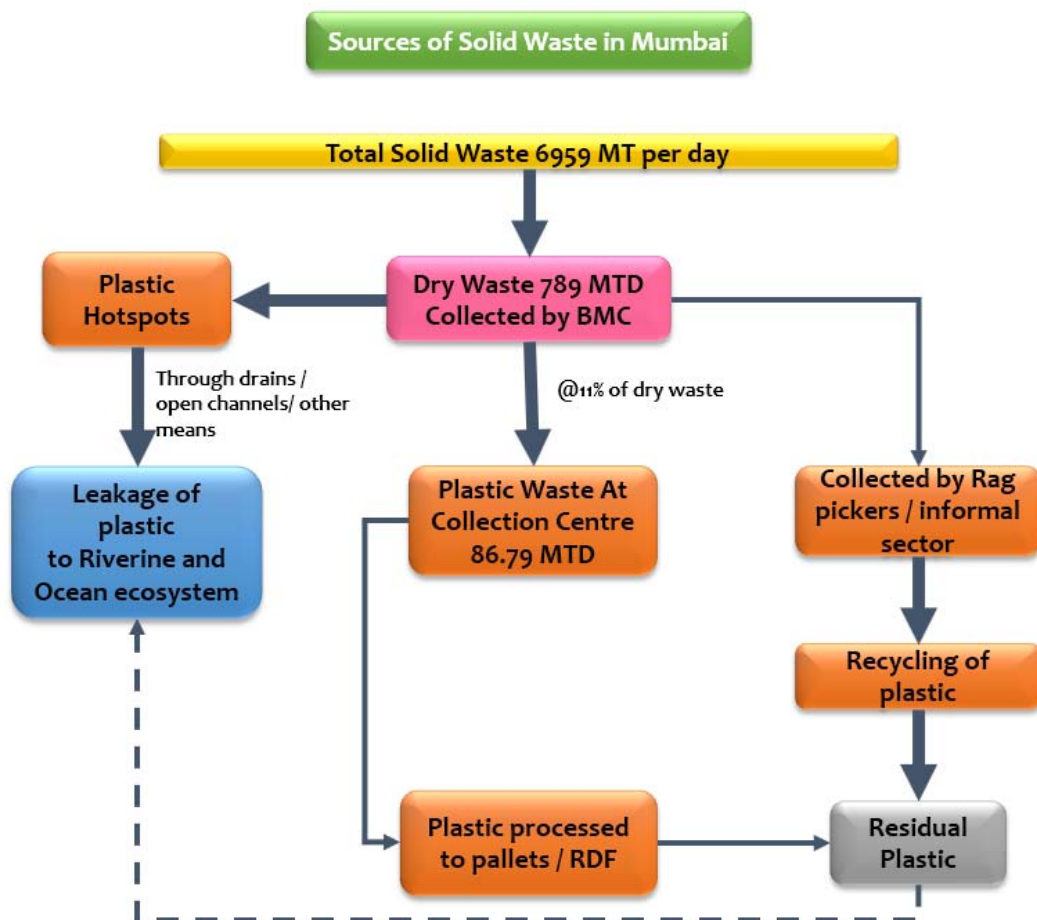 Sources of Solid Waste in Mumbai
Total Solid Waste 6959 MT per day
Plastic
Hotspots
Dry Waste 789 MTD
Collected by BMC
Through drains /
open channels/ other
means
@11% of dry waste
Leakage of
plastic
to Riverine and
Ocean ecosystem
Plastic Waste At
Collection Centre
86.79 MTD
Collected by Rag
pickers / informal
sector
Recycling of
plastic
Plastic processed
to pallets / RDF
Residual
Plastic